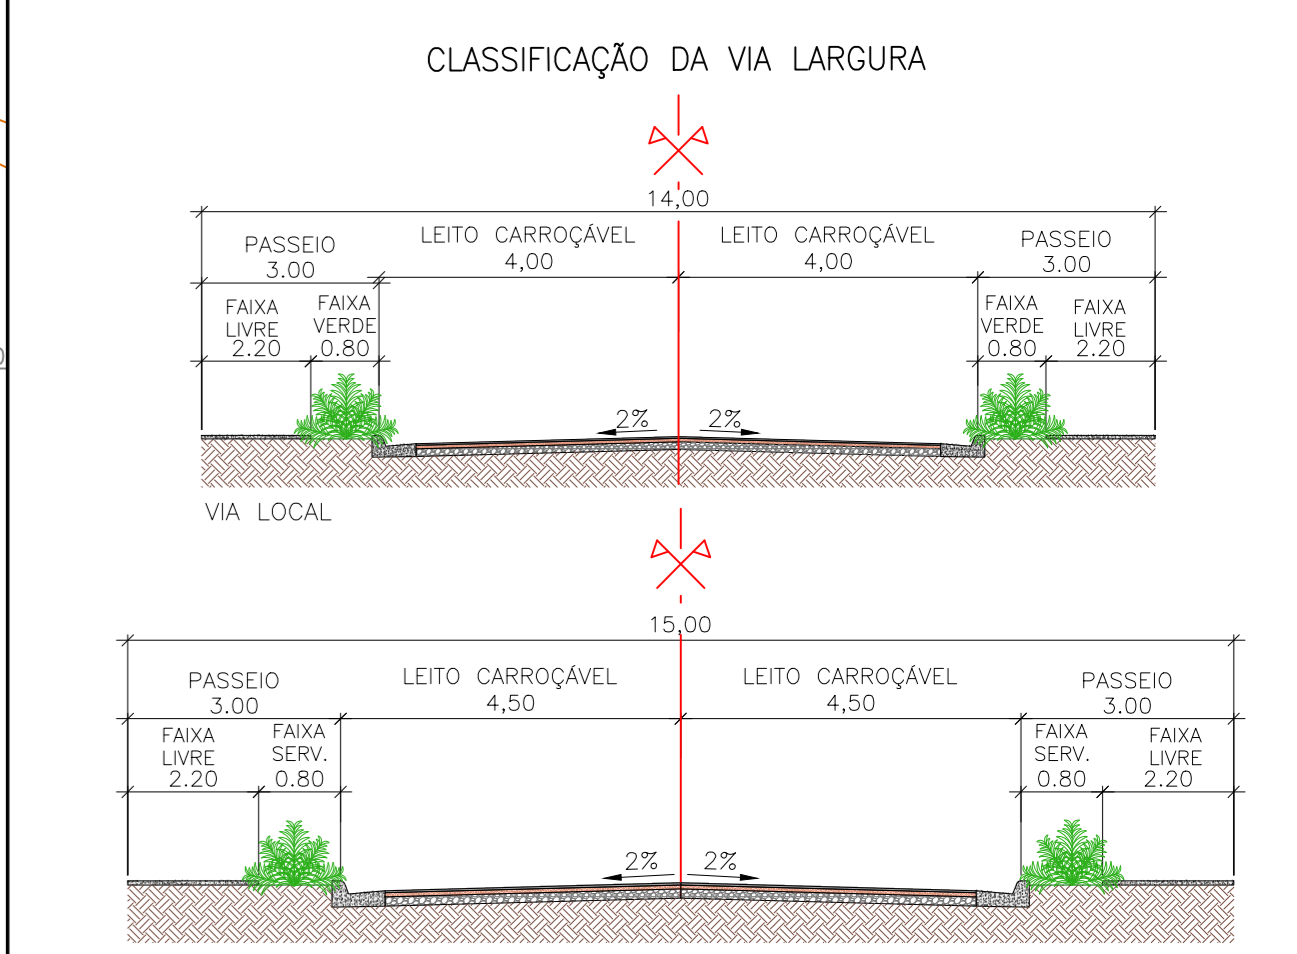 CLASSIFICAÇÃO DA VIA LARGURA
14,00
PASSEIO
3.00
LEITO CARROÇÁVEL
4,00
LEITO CARROÇÁVEL
4,00
PASSEIO
3.00
FAIXA
LIVRE
2.20
FAIXA
VERDE
0.80
FAIXA
VERDE
0.80
FAIXA
LIVRE
2.20
2%
2%
VIA LOCAL
15,00
PASSEIO
3.00
LEITO CARROÇÁVEL
4,50
LEITO CARROÇÁVEL
4,50
PASSEIO
3.00
FAIXA
LIVRE
2.20
FAIXA
SERV.
0.80
FAIXA
SERV.
0.80
FAIXA
LIVRE
2.20
2%
2%